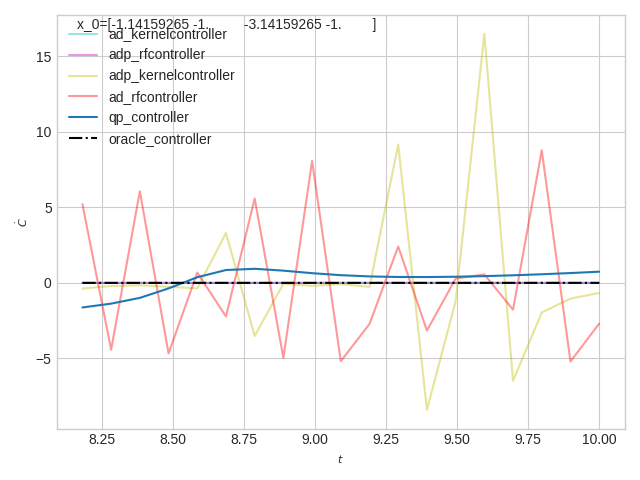 x_0=[-1.14159265 -1. -3.14159265 -1. ]
ad_kernelcontroller
adp_rfcontroller
adp_kernelcontroller
ad_rfcontroller
qp_controller
oracle_controller
15
10
5
0
−5
Ċ
8.25 8.50 8.75 9.00 9.25 9.50 9.75 10.00
t